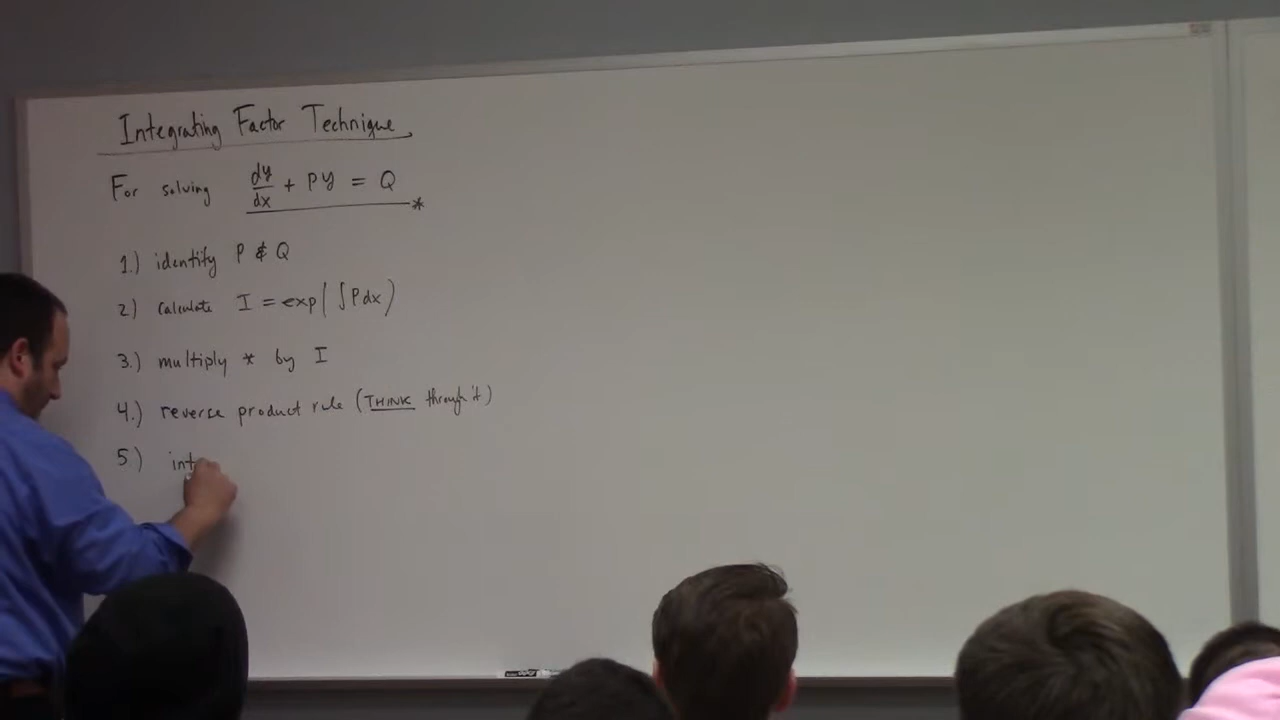 Integrating Factor Technique
For solving dy/dx + Py = Q *
1.) identify P & Q
2.) calculate I = exp(∫Pdx)
3.) multiply * by I
4.) reverse product rule (THINK through it)
5.) int